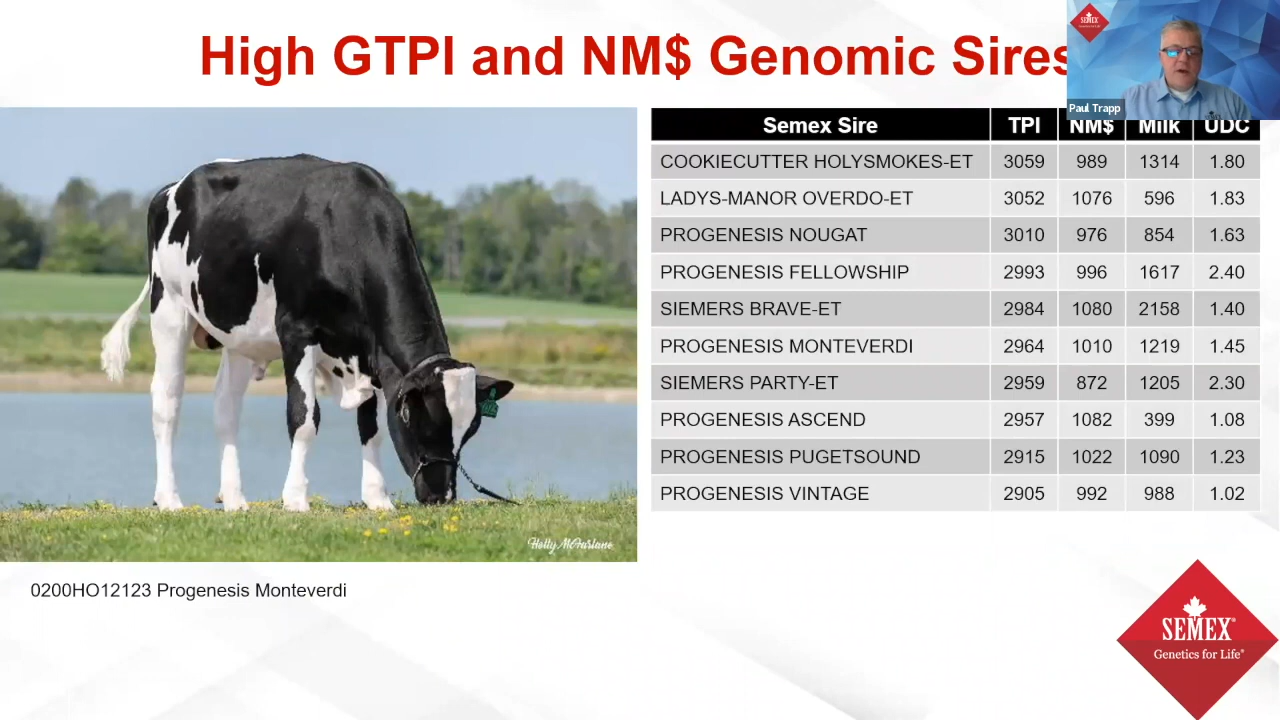 High GTPI and NM$ Genomic Sires
SEMEX
Genetics for Life
Paul Trapp
Semex Sire TPI NM$ Milk UDC
COOKIECUTTER HOLYSMOKES-ET 3059 989 1314 1.80
LADYS-MANOR OVERDO-ET 3052 1076 596 1.83
PROGENESIS NOUGAT 3010 976 854 1.63
PROGENESIS FELLOWSHIP 2993 996 1617 2.40
SIEMERS BRAVE-ET 2984 1080 2158 1.40
PROGENESIS MONTEVERDI 2964 1010 1219 1.45
SIEMERS PARTY-ET 2959 872 1205 2.30
PROGENESIS ASCEND 2957 1082 399 1.08
PROGENESIS PUGETSOUND 2915 1022 1090 1.23
PROGENESIS VINTAGE 2905 992 988 1.02
Holly McFarlane
0200HO12123 Progenesis Monteverdi
SEMEX®
Genetics for Life®